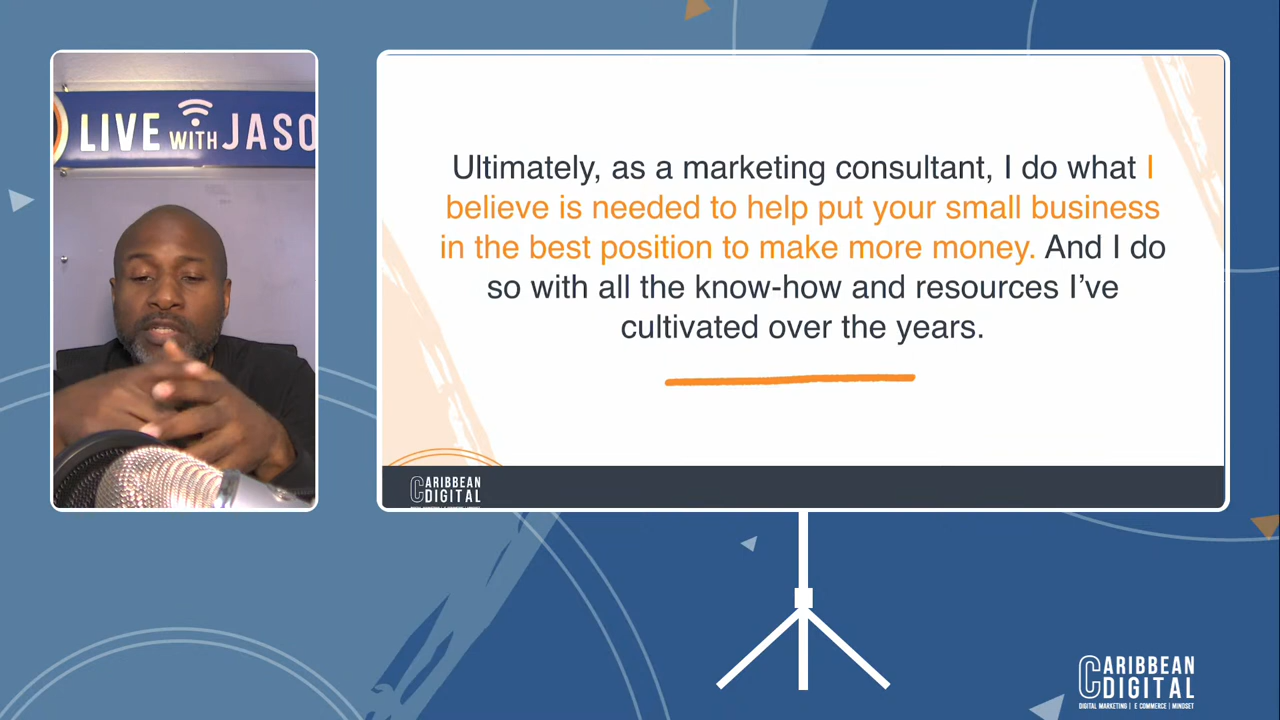 LIVE WITH JASO
Ultimately, as a marketing consultant, I do what I
believe is needed to help put your small business
in the best position to make more money. And I do
so with all the know-how and resources I've
cultivated over the years.
CARIBBEAN
DIGITAL
CARIBBEAN
DIGITAL
DIGITAL MARKETING | E COMMERCE | MINDSET